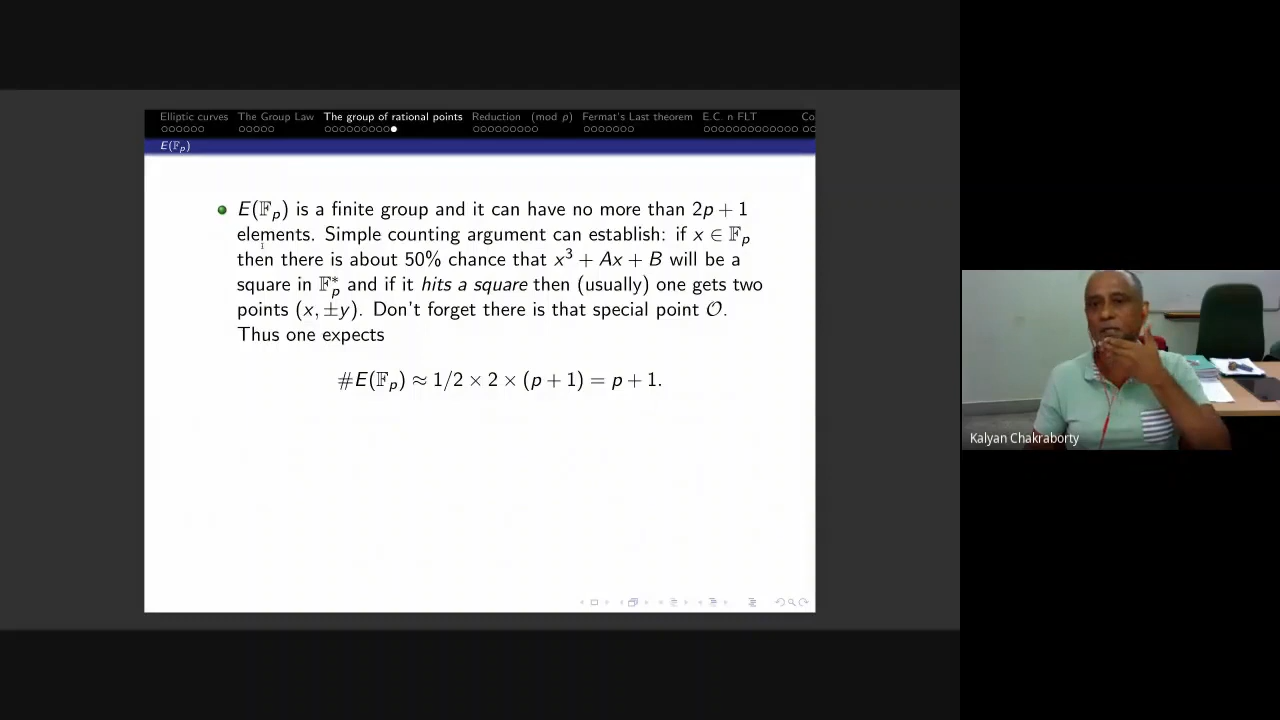 Elliptic curves The Group Law The group of rational points Reduction (mod p) Fermat's Last theorem E.C. n FLT Co
E(𝔽ₚ)
E(𝔽ₚ) is a finite group and it can have no more than 2p + 1
elements. Simple counting argument can establish: if x ∈ 𝔽ₚ
then there is about 50% chance that x³ + Ax + B will be a
square in 𝔽ₚ* and if it hits a square then (usually) one gets two
points (x, ±y). Don't forget there is that special point 𝒪.
Thus one expects
#E(𝔽ₚ) ≈ 1/2 × 2 × (p + 1) = p + 1.
Kalyan Chakraborty